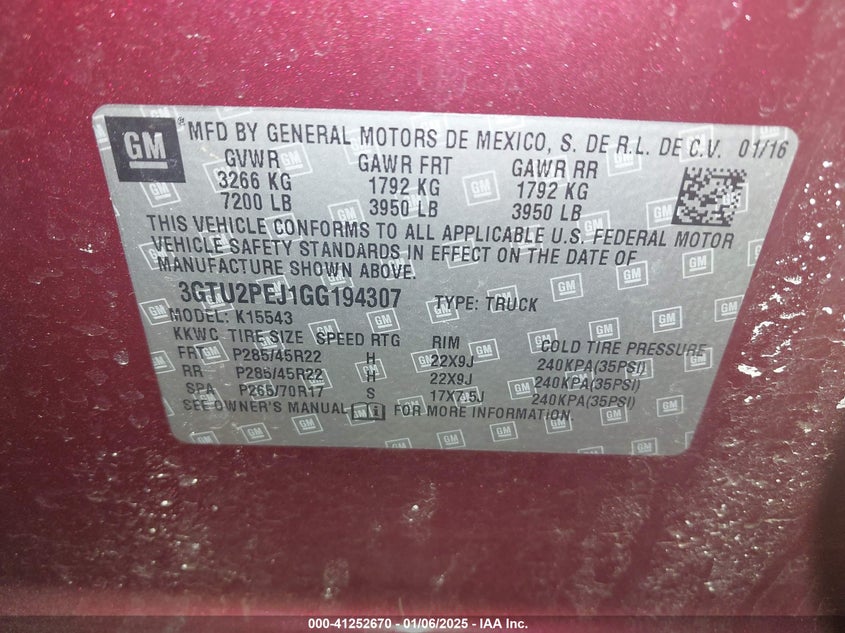 GM
MFD BY GENERAL MOTORS DE MEXICO, S. DE R.L. DE C.V. 01/16
GVWR GAWR FRT GAWR RR
3266 KG 1792 KG 1792 KG
7200 LB 3950 LB 3950 LB
THIS VEHICLE CONFORMS TO ALL APPLICABLE U.S. FEDERAL MOTOR
VEHICLE SAFETY STANDARDS IN EFFECT ON THE DATE OF
MANUFACTURE SHOWN ABOVE.
3GTU2PEJ1GG194307 TYPE: TRUCK
MODEL: K15543
KKWC TIRE SIZE SPEED RTG RIM COLD TIRE PRESSURE
FRT P285/45R22 H 22X9J 240KPA(35PSI)
RR P285/45R22 H 22X9J 240KPA(35PSI)
SPA P265/70R17 S 17X7.5J 240KPA(35PSI)
SEE OWNER'S MANUAL FOR MORE INFORMATION.
000-41252670 - 01/06/2025 - IAA Inc.